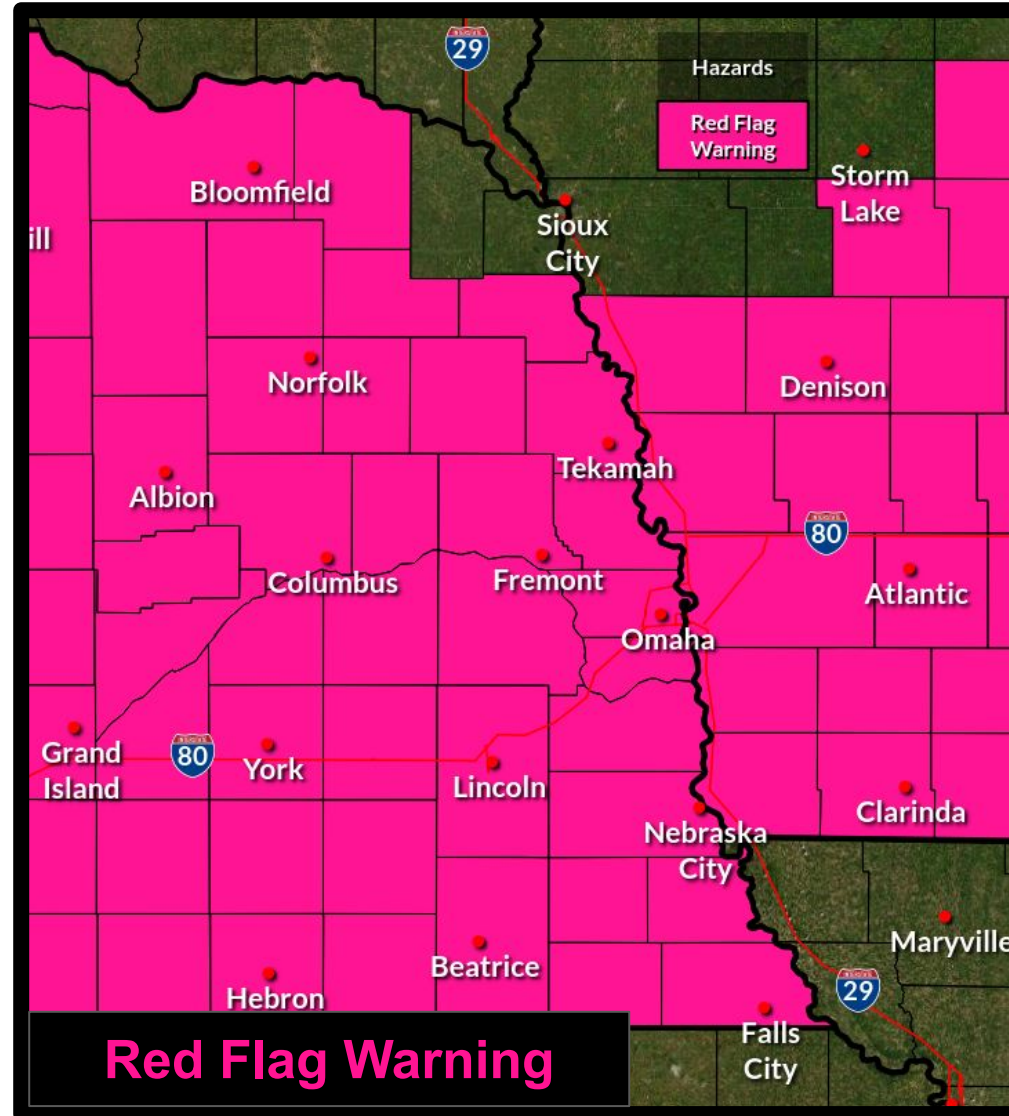 29
Hazards
Red Flag
Warning
Storm
Lake
Bloomfield
Sioux
City
ill
Norfolk
Denison
Tekamah
Albion
80
Columbus
Fremont
Atlantic
Omaha
Grand
Island
80
York
Lincoln
Clarinda
Nebraska
City
Maryville
Beatrice
Hebron
29
Falls
City
Red Flag Warning